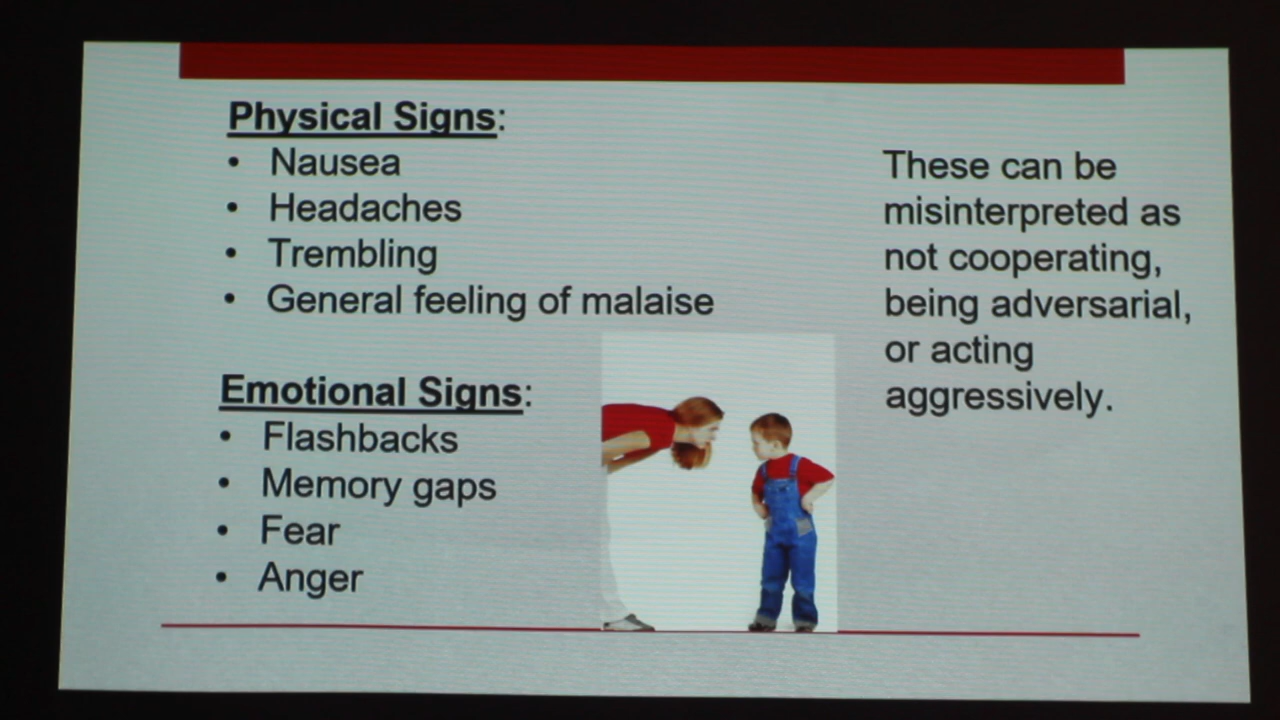 Physical Signs:
• Nausea
• Headaches
• Trembling
• General feeling of malaise
Emotional Signs:
• Flashbacks
• Memory gaps
• Fear
• Anger
These can be
misinterpreted as
not cooperating,
being adversarial,
or acting
aggressively.